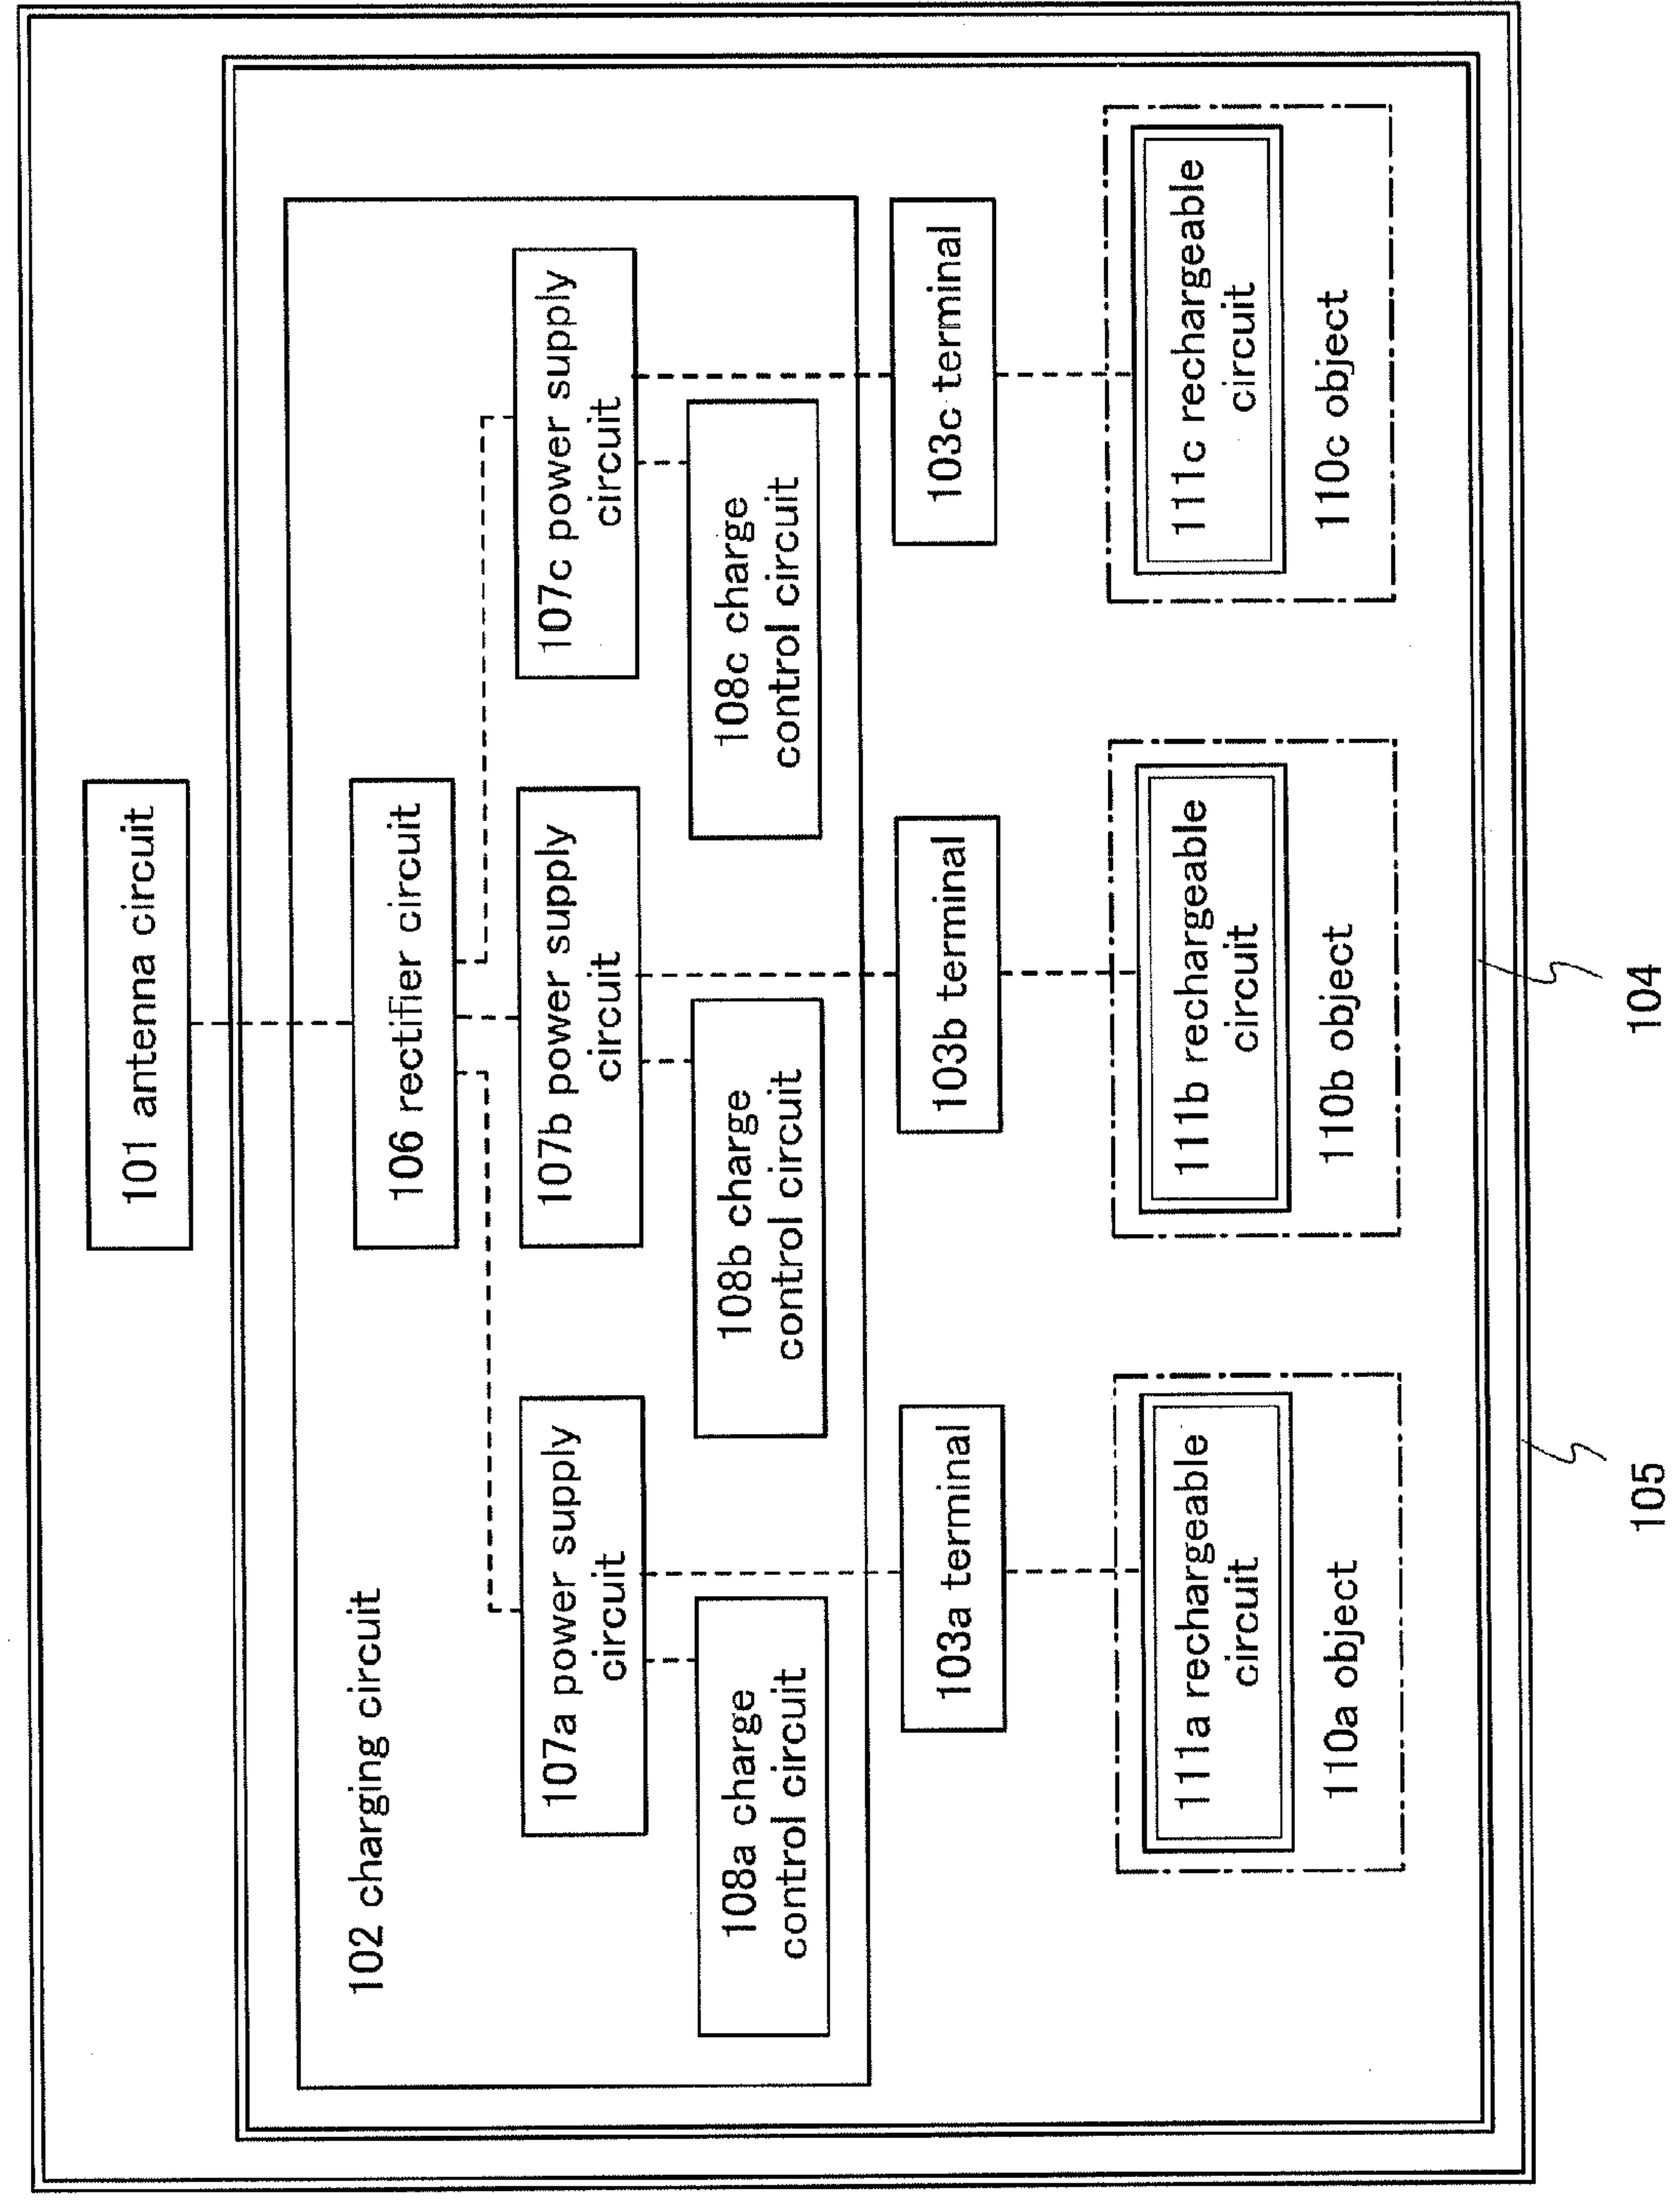 101 antenna circuit
102 charging circuit
106 rectifier circuit
107a power supply
circuit
107b power supply
circuit
107c power supply
circuit
108a charge
control circuit
108b charge
control circuit
108c charge
control circuit
103a terminal
103b terminal
103c terminal
111a rechargeable
circuit
110a object
111b rechargeable
circuit
110b object
111c rechargeable
circuit
110c object
105
104